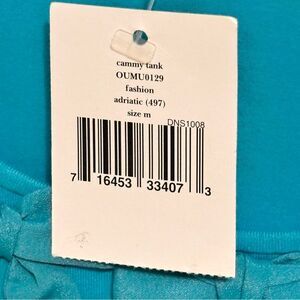 cammy tank
OUMU0129
fashion
adriatic (497)
size m
DNS1008
7 16453 33407 3